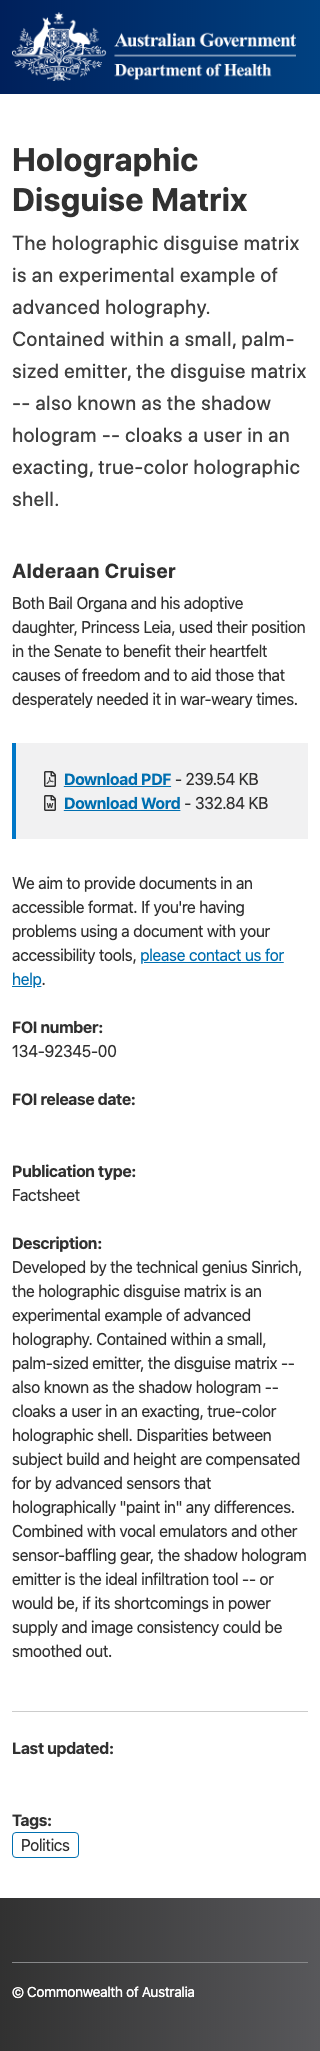 Australian Government
Department of Health
Holographic
Disguise Matrix
The holographic disguise matrix
is an experimental example of
advanced holography.
Contained within a small, palm-
sized emitter, the disguise matrix
-- also known as the shadow
hologram -- cloaks a user in an
exacting, true-color holographic
shell.
Alderaan Cruiser
Both Bail Organa and his adoptive
daughter, Princess Leia, used their position
in the Senate to benefit their heartfelt
causes of freedom and to aid those that
desperately needed it in war-weary times.
Download PDF - 239.54 KB
Download Word - 332.84 KB
We aim to provide documents in an
accessible format. If you're having
problems using a document with your
accessibility tools, please contact us for
help.
FOI number:
134-92345-00
FOI release date:
Publication type:
Factsheet
Description:
Developed by the technical genius Sinrich,
the holographic disguise matrix is an
experimental example of advanced
holography. Contained within a small,
palm-sized emitter, the disguise matrix --
also known as the shadow hologram --
cloaks a user in an exacting, true-color
holographic shell. Disparities between
subject build and height are compensated
for by advanced sensors that
holographically "paint in" any differences.
Combined with vocal emulators and other
sensor-baffling gear, the shadow hologram
emitter is the ideal infiltration tool -- or
would be, if its shortcomings in power
supply and image consistency could be
smoothed out.
Last updated:
Tags:
Politics
© Commonwealth of Australia